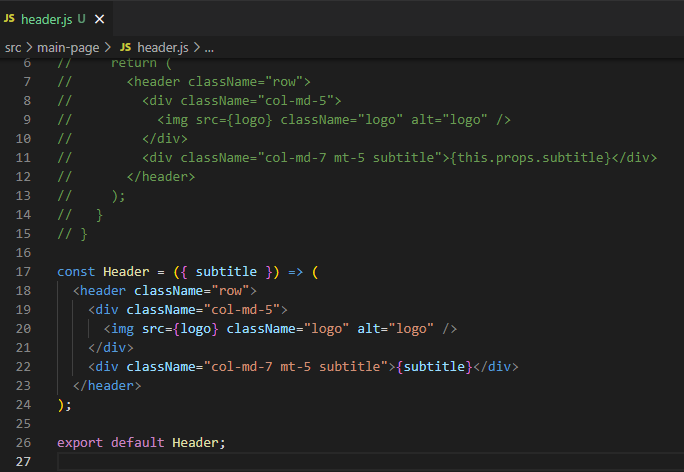 JS header.js U ×
src > main-page > JS header.js > ...
6 //     return (
7 //       <header className="row">
8 //         <div className="col-md-5">
9 //           <img src={logo} className="logo" alt="logo" />
10 //         </div>
11 //         <div className="col-md-7 mt-5 subtitle">{this.props.subtitle}</div>
12 //       </header>
13 //     );
14 //   }
15 // }
16
17 const Header = ({ subtitle }) => (
18   <header className="row">
19     <div className="col-md-5">
20       <img src={logo} className="logo" alt="logo" />
21     </div>
22     <div className="col-md-7 mt-5 subtitle">{subtitle}</div>
23   </header>
24 );
25
26 export default Header;
27